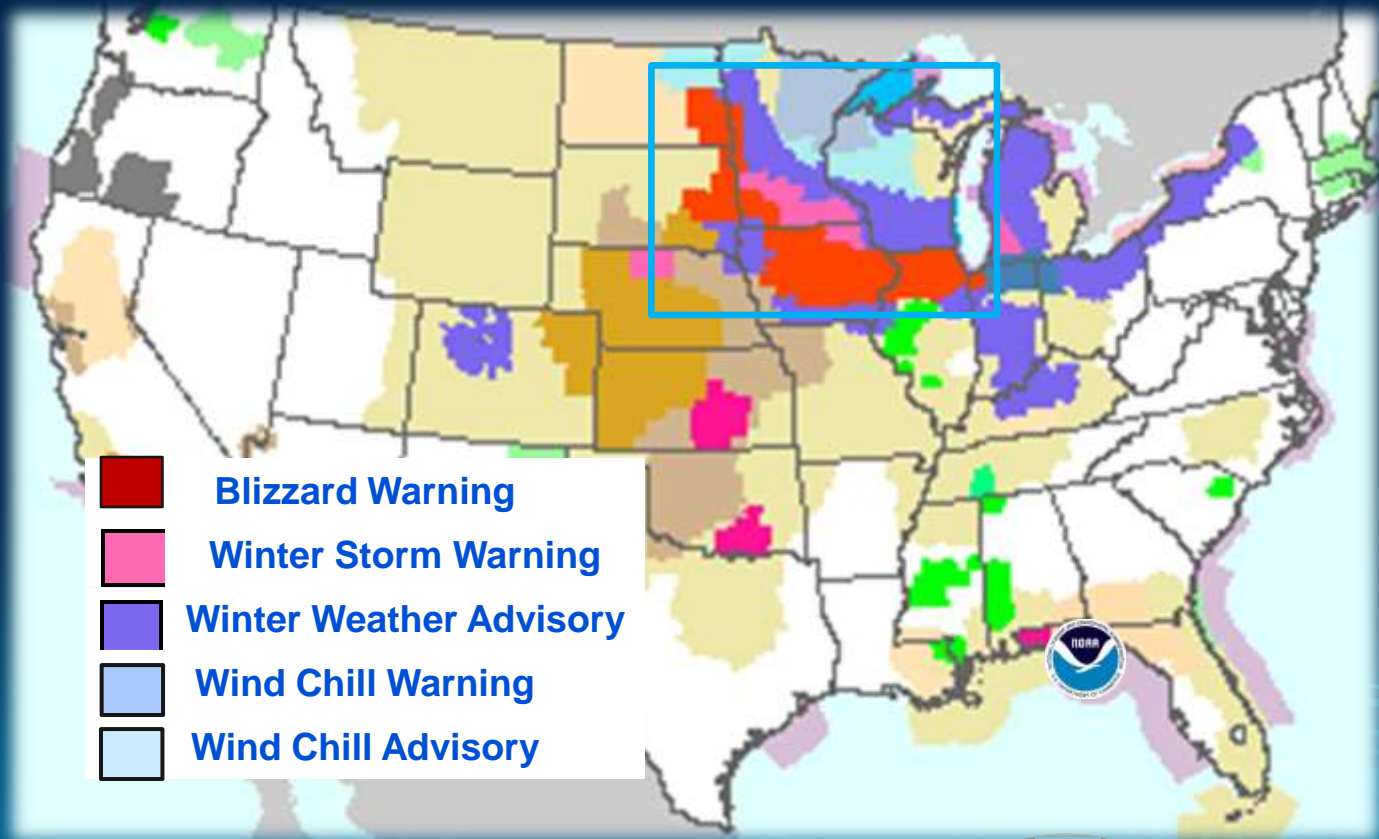 Blizzard Warning
Winter Storm Warning
Winter Weather Advisory
Wind Chill Warning
Wind Chill Advisory
NOAA